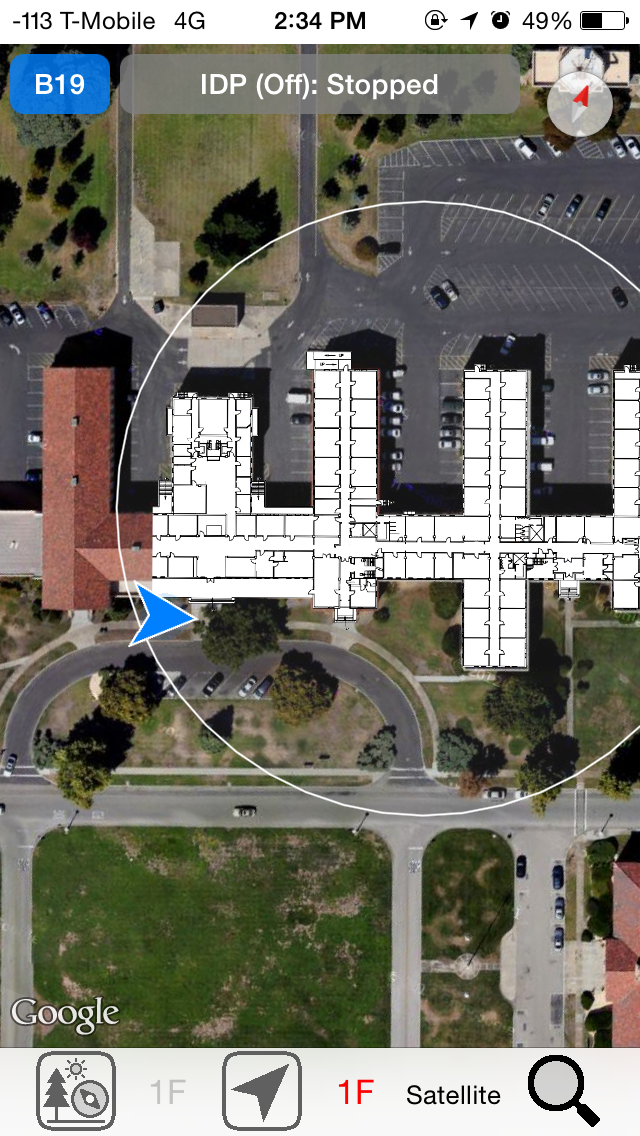 -113 T-Mobile 4G 2:34 PM 49%
B19 IDP (Off): Stopped
Google
1F 1F Satellite